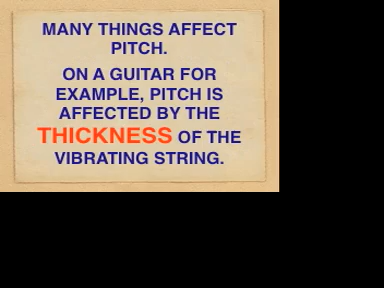 MANY THINGS AFFECT
PITCH.
ON A GUITAR FOR
EXAMPLE, PITCH IS
AFFECTED BY THE
THICKNESS OF THE
VIBRATING STRING.